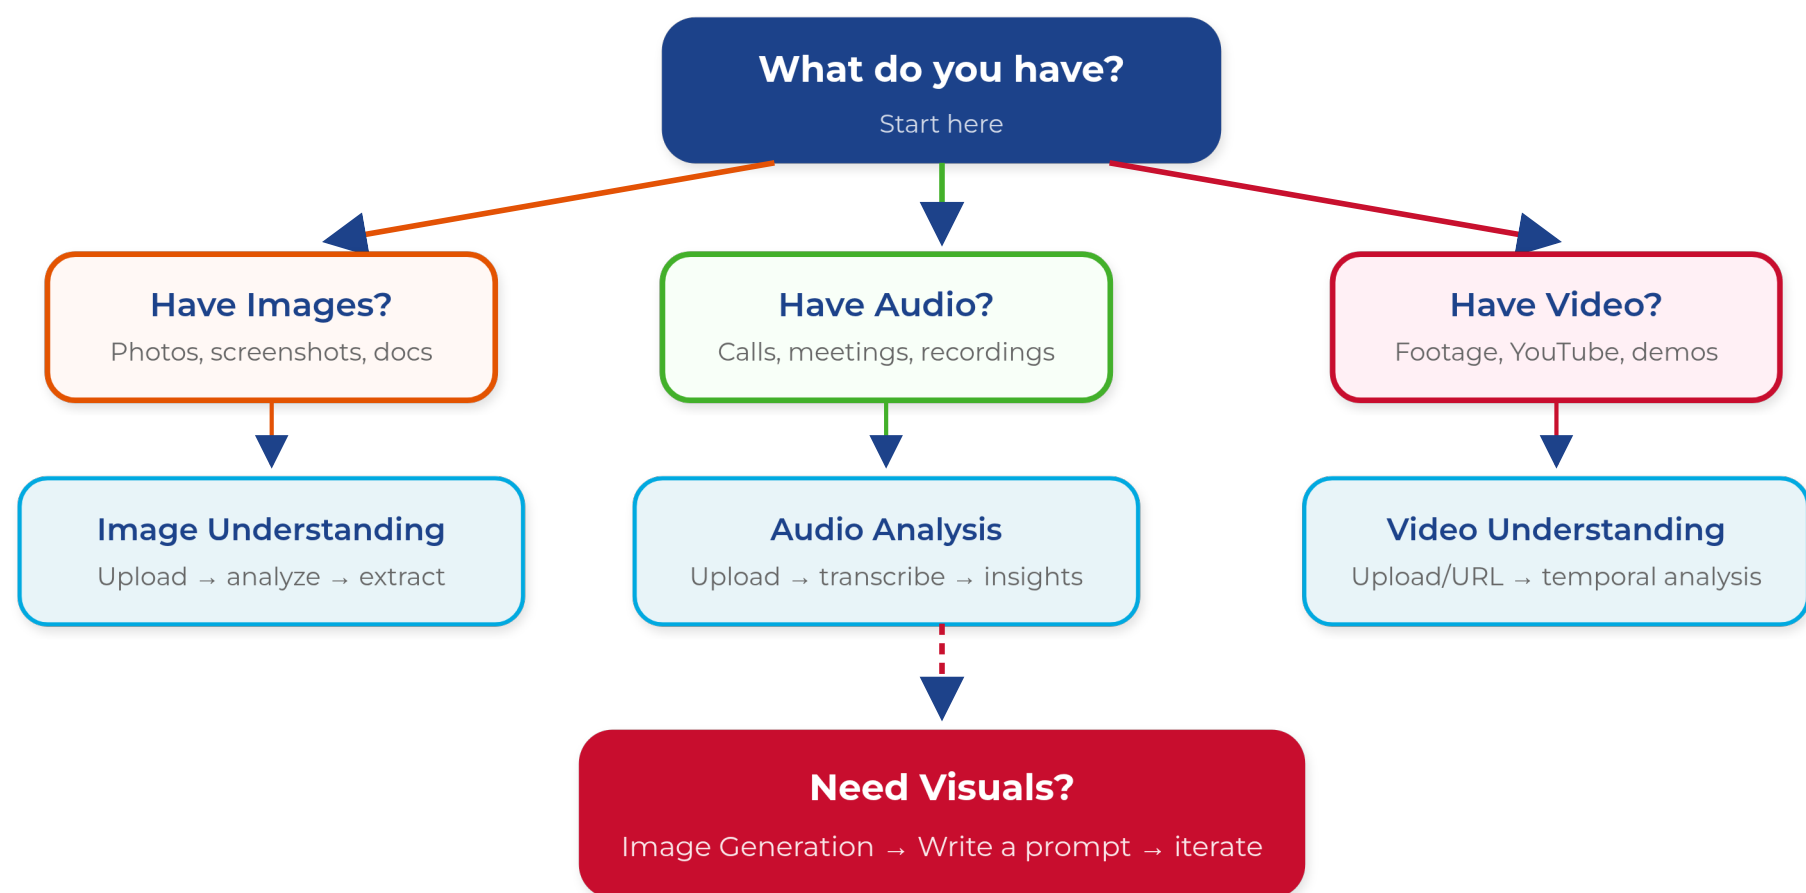 What do you have?
Start here
Have Images?
Photos, screenshots, docs
Have Audio?
Calls, meetings, recordings
Have Video?
Footage, YouTube, demos
Image Understanding
Upload → analyze → extract
Audio Analysis
Upload → transcribe → insights
Video Understanding
Upload/URL → temporal analysis
Need Visuals?
Image Generation → Write a prompt → iterate